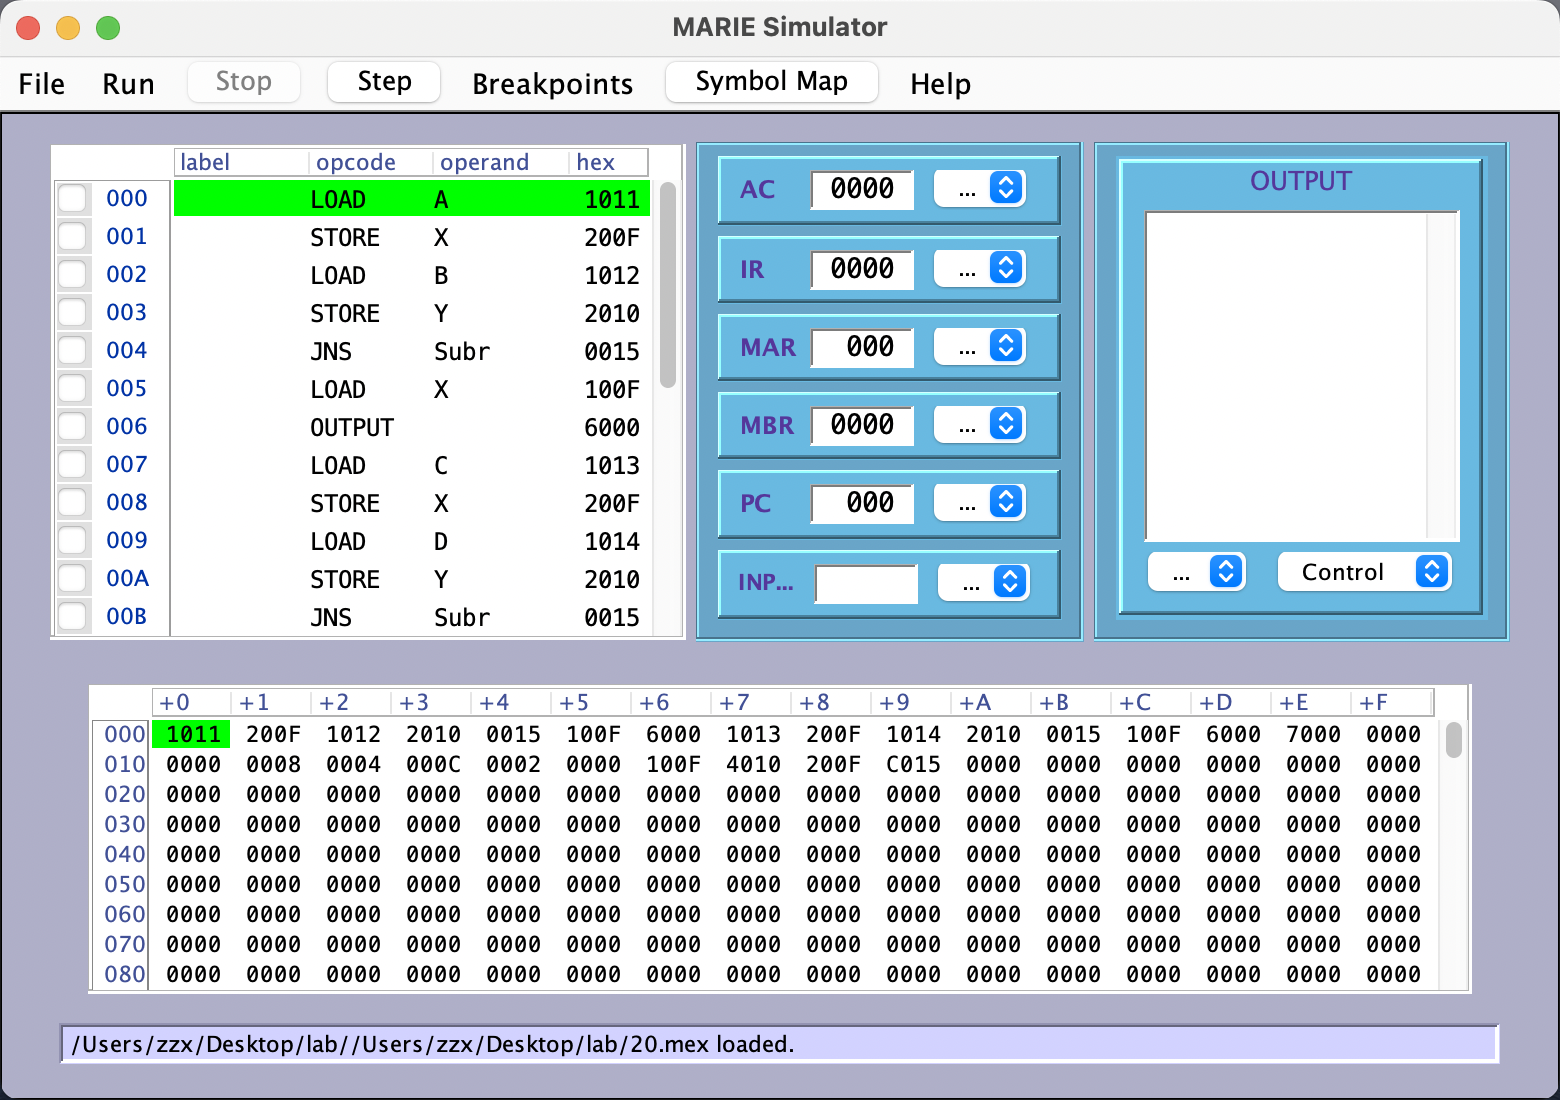 MARIE Simulator
File Run Stop Step Breakpoints Symbol Map Help
label opcode operand hex
000 LOAD A 1011
001 STORE X 200F
002 LOAD B 1012
003 STORE Y 2010
004 JNS Subr 0015
005 LOAD X 100F
006 OUTPUT 6000
007 LOAD C 1013
008 STORE X 200F
009 LOAD D 1014
00A STORE Y 2010
00B JNS Subr 0015
AC 0000 ...
IR 0000 ...
MAR 000 ...
MBR 0000 ...
PC 000 ...
INP... ...
OUTPUT
... Control
+0 +1 +2 +3 +4 +5 +6 +7 +8 +9 +A +B +C +D +E +F
000 1011 200F 1012 2010 0015 100F 6000 1013 200F 1014 2010 0015 100F 6000 7000 0000
010 0000 0008 0004 000C 0002 0000 100F 4010 200F C015 0000 0000 0000 0000 0000 0000
020 0000 0000 0000 0000 0000 0000 0000 0000 0000 0000 0000 0000 0000 0000 0000 0000
030 0000 0000 0000 0000 0000 0000 0000 0000 0000 0000 0000 0000 0000 0000 0000 0000
040 0000 0000 0000 0000 0000 0000 0000 0000 0000 0000 0000 0000 0000 0000 0000 0000
050 0000 0000 0000 0000 0000 0000 0000 0000 0000 0000 0000 0000 0000 0000 0000 0000
060 0000 0000 0000 0000 0000 0000 0000 0000 0000 0000 0000 0000 0000 0000 0000 0000
070 0000 0000 0000 0000 0000 0000 0000 0000 0000 0000 0000 0000 0000 0000 0000 0000
080 0000 0000 0000 0000 0000 0000 0000 0000 0000 0000 0000 0000 0000 0000 0000 0000
/Users/zzx/Desktop/lab//Users/zzx/Desktop/lab/20.mex loaded.